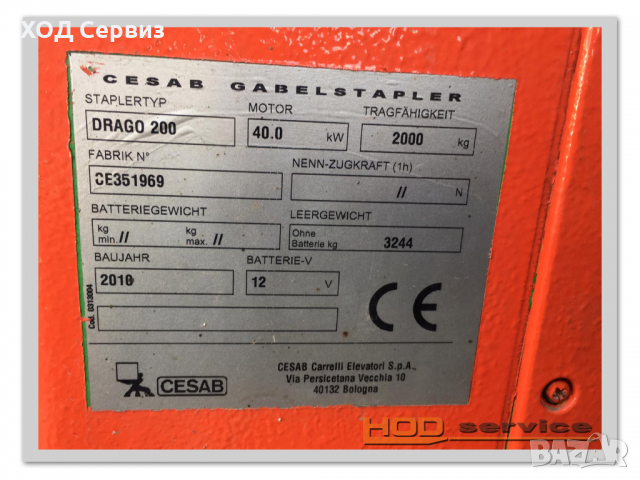 ХОД Сервиз
CESAB GABELSTAPLER
STAPLERTYP MOTOR TRAGFÄHIGKEIT
DRAGO 200 40.0 kW 2000 kg
FABRIK N° NENN-ZUGKRAFT (1h)
CE351969 // N
BATTERIEGEWICHT LEERGEWICHT
kg min. // kg max. // Ohne Batterie kg 3244
BAUJAHR BATTERIE-V
2010 12 V
Cod. 0313004
CE
CESAB
CESAB Carrelli Elevatori S.p.A.,
Via Persicetana Vecchia 10
40132 Bologna
HOD service
BAZAR